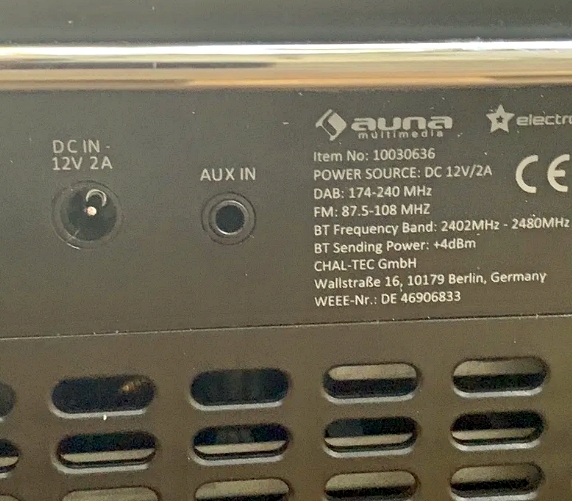 DC IN -
12V 2A
AUX IN
auna
multimedia
electro
Item No: 10030636
POWER SOURCE: DC 12V/2A
CE
DAB: 174-240 MHz
FM: 87.5-108 MHZ
BT Frequency Band: 2402MHz - 2480MHz
BT Sending Power: +4dBm
CHAL-TEC GmbH
Wallstraße 16, 10179 Berlin, Germany
WEEE-Nr.: DE 46906833